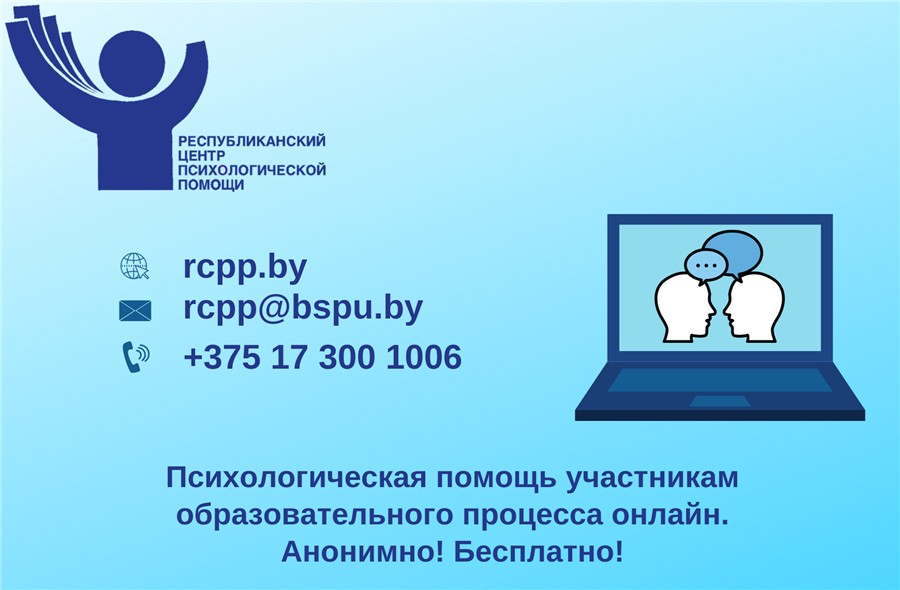 РЕСПУБЛИКАНСКИЙ
ЦЕНТР
ПСИХОЛОГИЧЕСКОЙ
ПОМОЩИ
rcpp.by
rcpp@bspu.by
+375 17 300 1006
Психологическая помощь участникам
образовательного процесса онлайн.
Анонимно! Бесплатно!